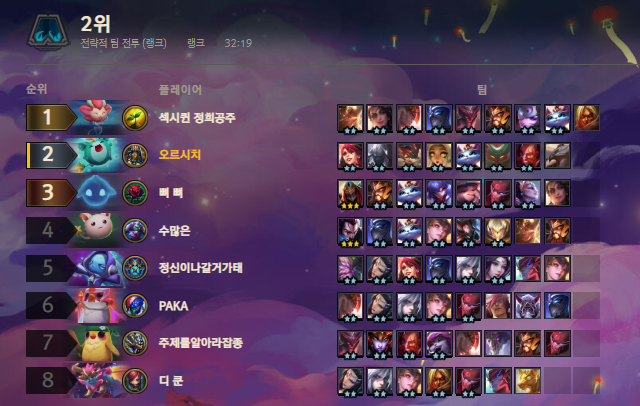 2위
전략적 팀 전투 (랭크) 랭크 32:19
순위 플레이어 팀
1 섹시퀸 정희공주
2 오르시치
3 삐 삐
4 수많은
5 정신이나갈거가태
6 PAKA
7 주제를알아라잡종
8 디 쿤